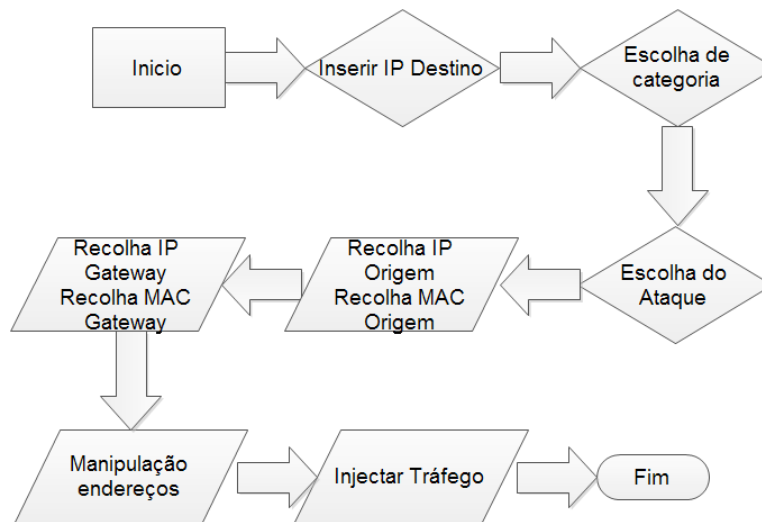 Inicio
Inserir IP Destino
Escolha de
categoria
Escolha do
Ataque
Recolha IP
Origem
Recolha MAC
Origem
Recolha IP
Gateway
Recolha MAC
Gateway
Manipulação
endereços
Injectar Tráfego
Fim